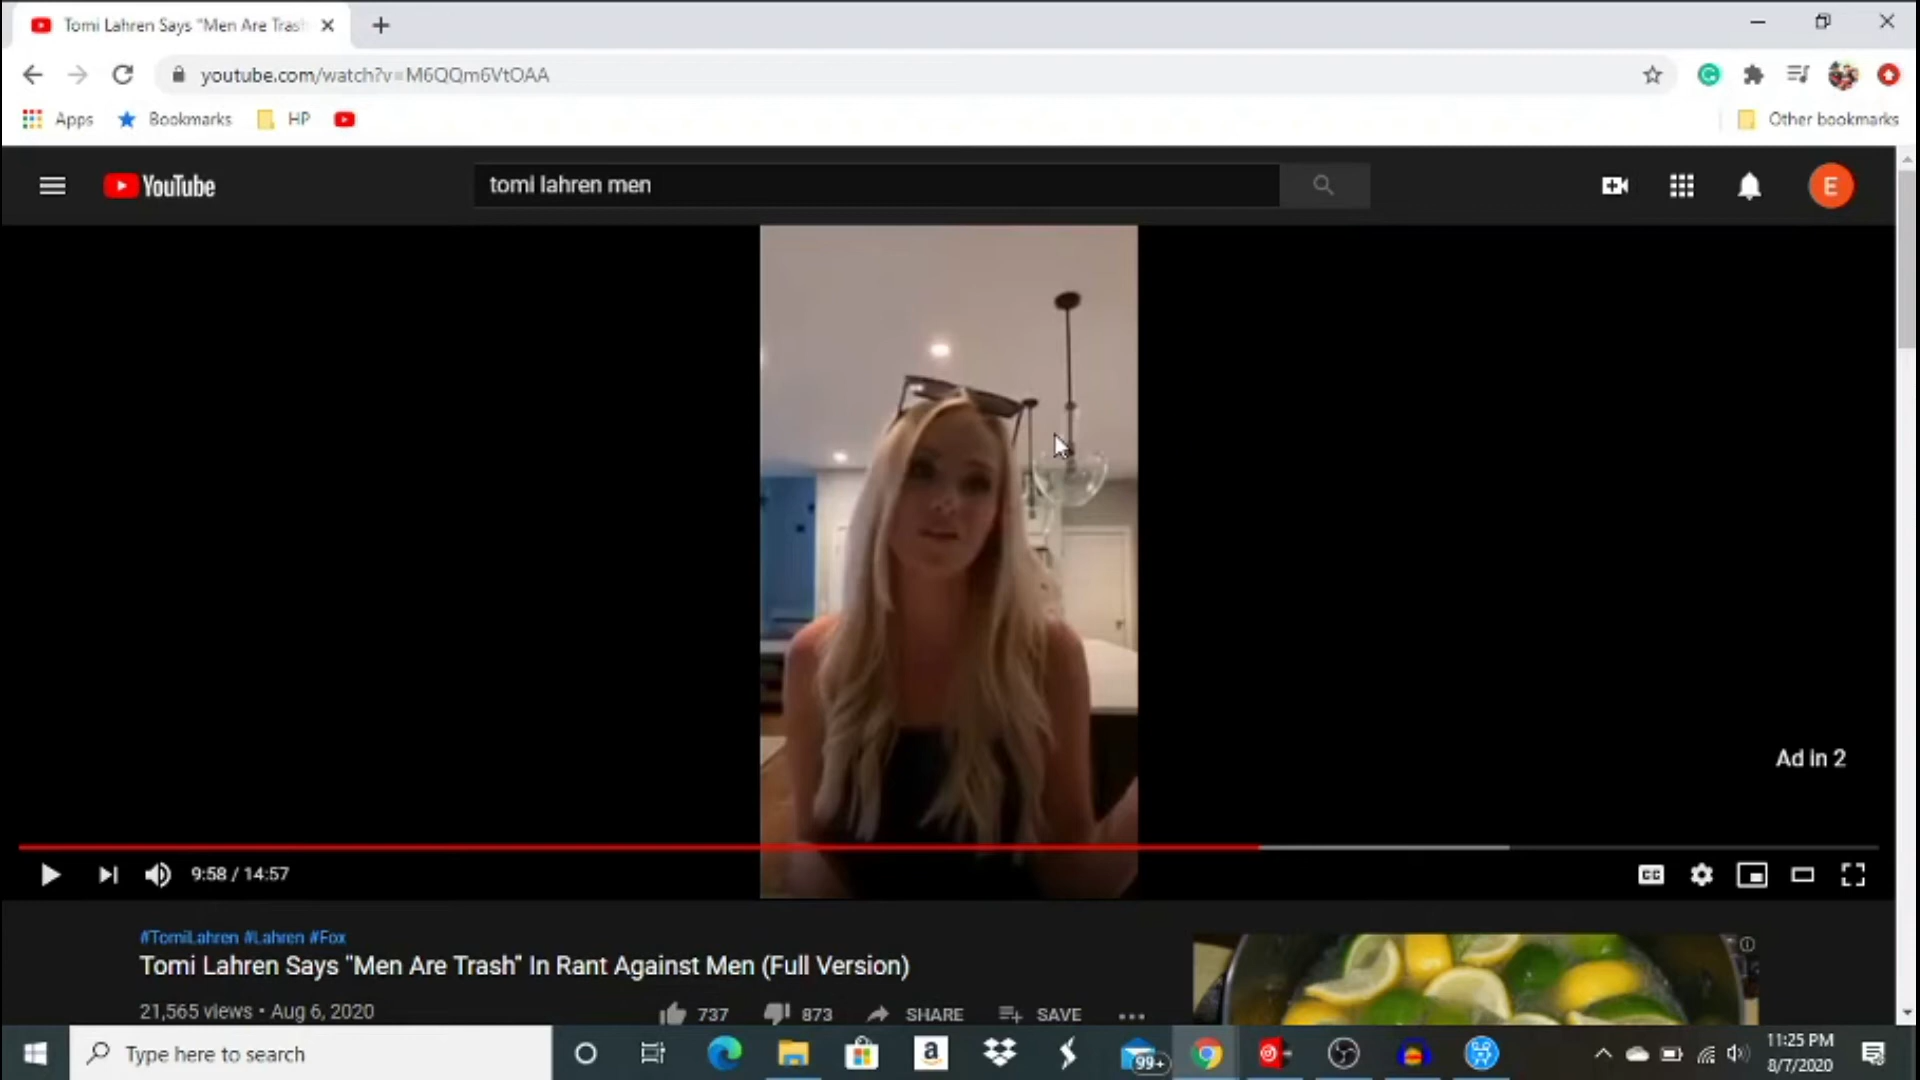 Tomi Lahren Says "Men Are Trash
youtube.com/watch?v=M6QQm6VtOAA
Apps
Bookmarks
HP
Other bookmarks
YouTube
tomi lahren men
E
Ad in 2
9:58 / 14:57
CC
#TomiLahren #Lahren #Fox
Tomi Lahren Says "Men Are Trash" In Rant Against Men (Full Version)
21,565 views • Aug 6, 2020
737
873
SHARE
SAVE
Type here to search
a
99+
11:25 PM
8/7/2020